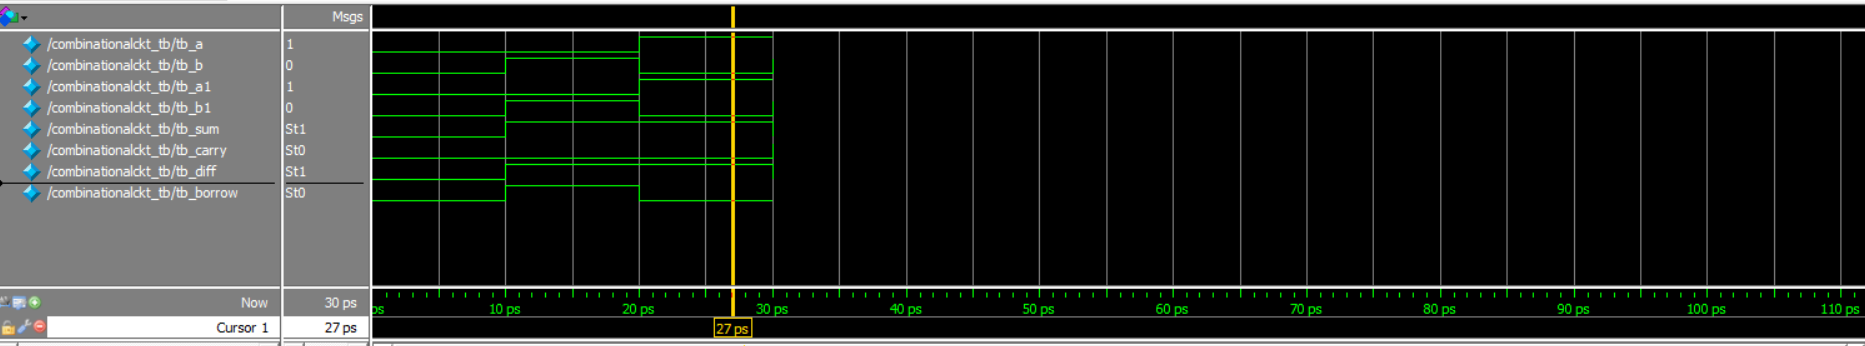 Msgs
/combinationalckt_tb/tb_a 1
/combinationalckt_tb/tb_b 0
/combinationalckt_tb/tb_a1 1
/combinationalckt_tb/tb_b1 0
/combinationalckt_tb/tb_sum St1
/combinationalckt_tb/tb_carry St0
/combinationalckt_tb/tb_diff St1
/combinationalckt_tb/tb_borrow St0
Now 30 ps ps 10 ps 20 ps 30 ps 40 ps 50 ps 60 ps 70 ps 80 ps 90 ps 100 ps 110 ps
Cursor 1 27 ps 27 ps